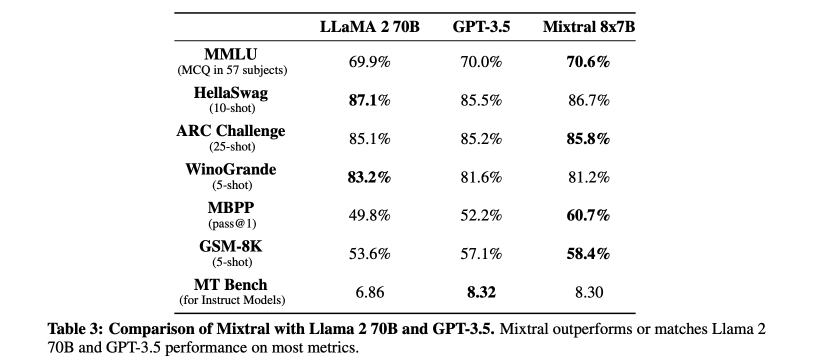 LLaMA 2 70B GPT-3.5 Mixtral 8x7B
MMLU
(MCQ in 57 subjects) 69.9% 70.0% 70.6%
HellaSwag
(10-shot) 87.1% 85.5% 86.7%
ARC Challenge
(25-shot) 85.1% 85.2% 85.8%
WinoGrande
(5-shot) 83.2% 81.6% 81.2%
MBPP
(pass@1) 49.8% 52.2% 60.7%
GSM-8K
(5-shot) 53.6% 57.1% 58.4%
MT Bench
(for Instruct Models) 6.86 8.32 8.30
Table 3: Comparison of Mixtral with Llama 2 70B and GPT-3.5. Mixtral outperforms or matches Llama 2
70B and GPT-3.5 performance on most metrics.